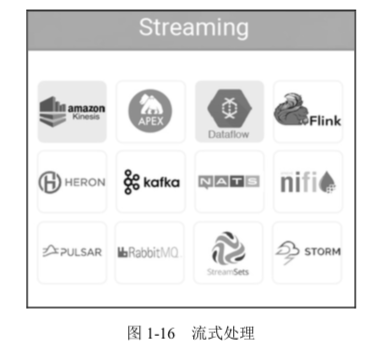 Streaming
amazon
Kinesis
APEX
Dataflow
Flink
HERON
kafka
NATS
nifi
PULSAR
RabbitMQ
StreamSets
STORM
图 1-16 流式处理